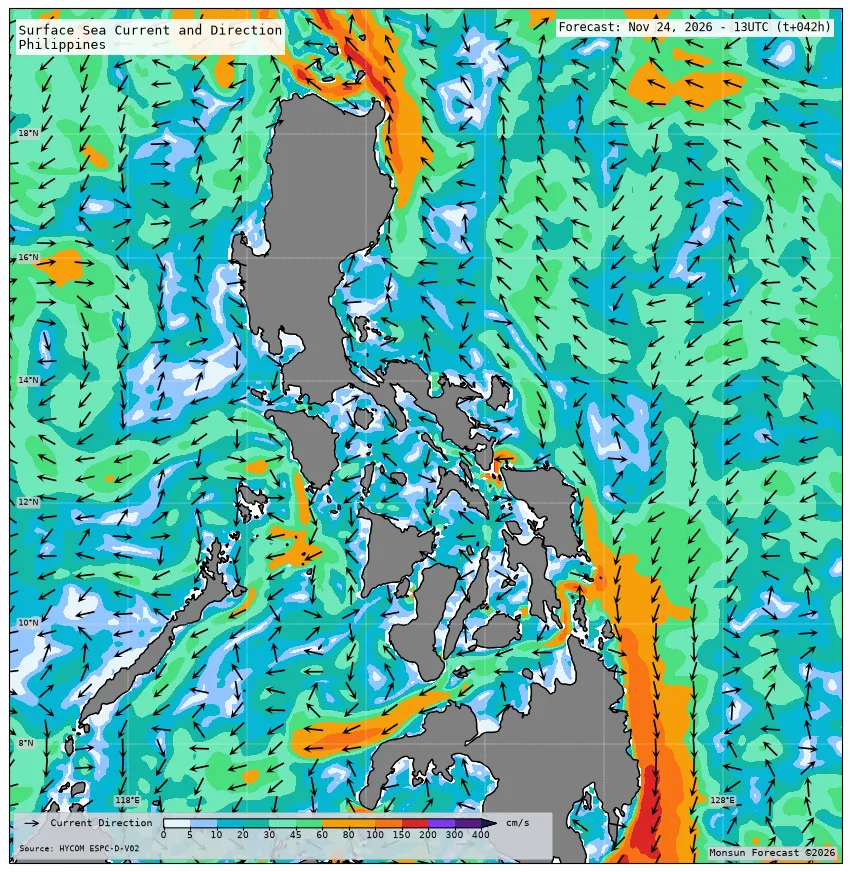 Surface Sea Current and Direction
Philippines
Forecast: Nov 24, 2026 - 13UTC (t+042h)
18°N
16°N
14°N
12°N
10°N
8°N
118°E
128°E
Current Direction
0 5 10 20 30 45 60 80 100 150 200 300 400
cm/s
Source: HYCOM ESPC-D-V02
Monsun Forecast ©2026